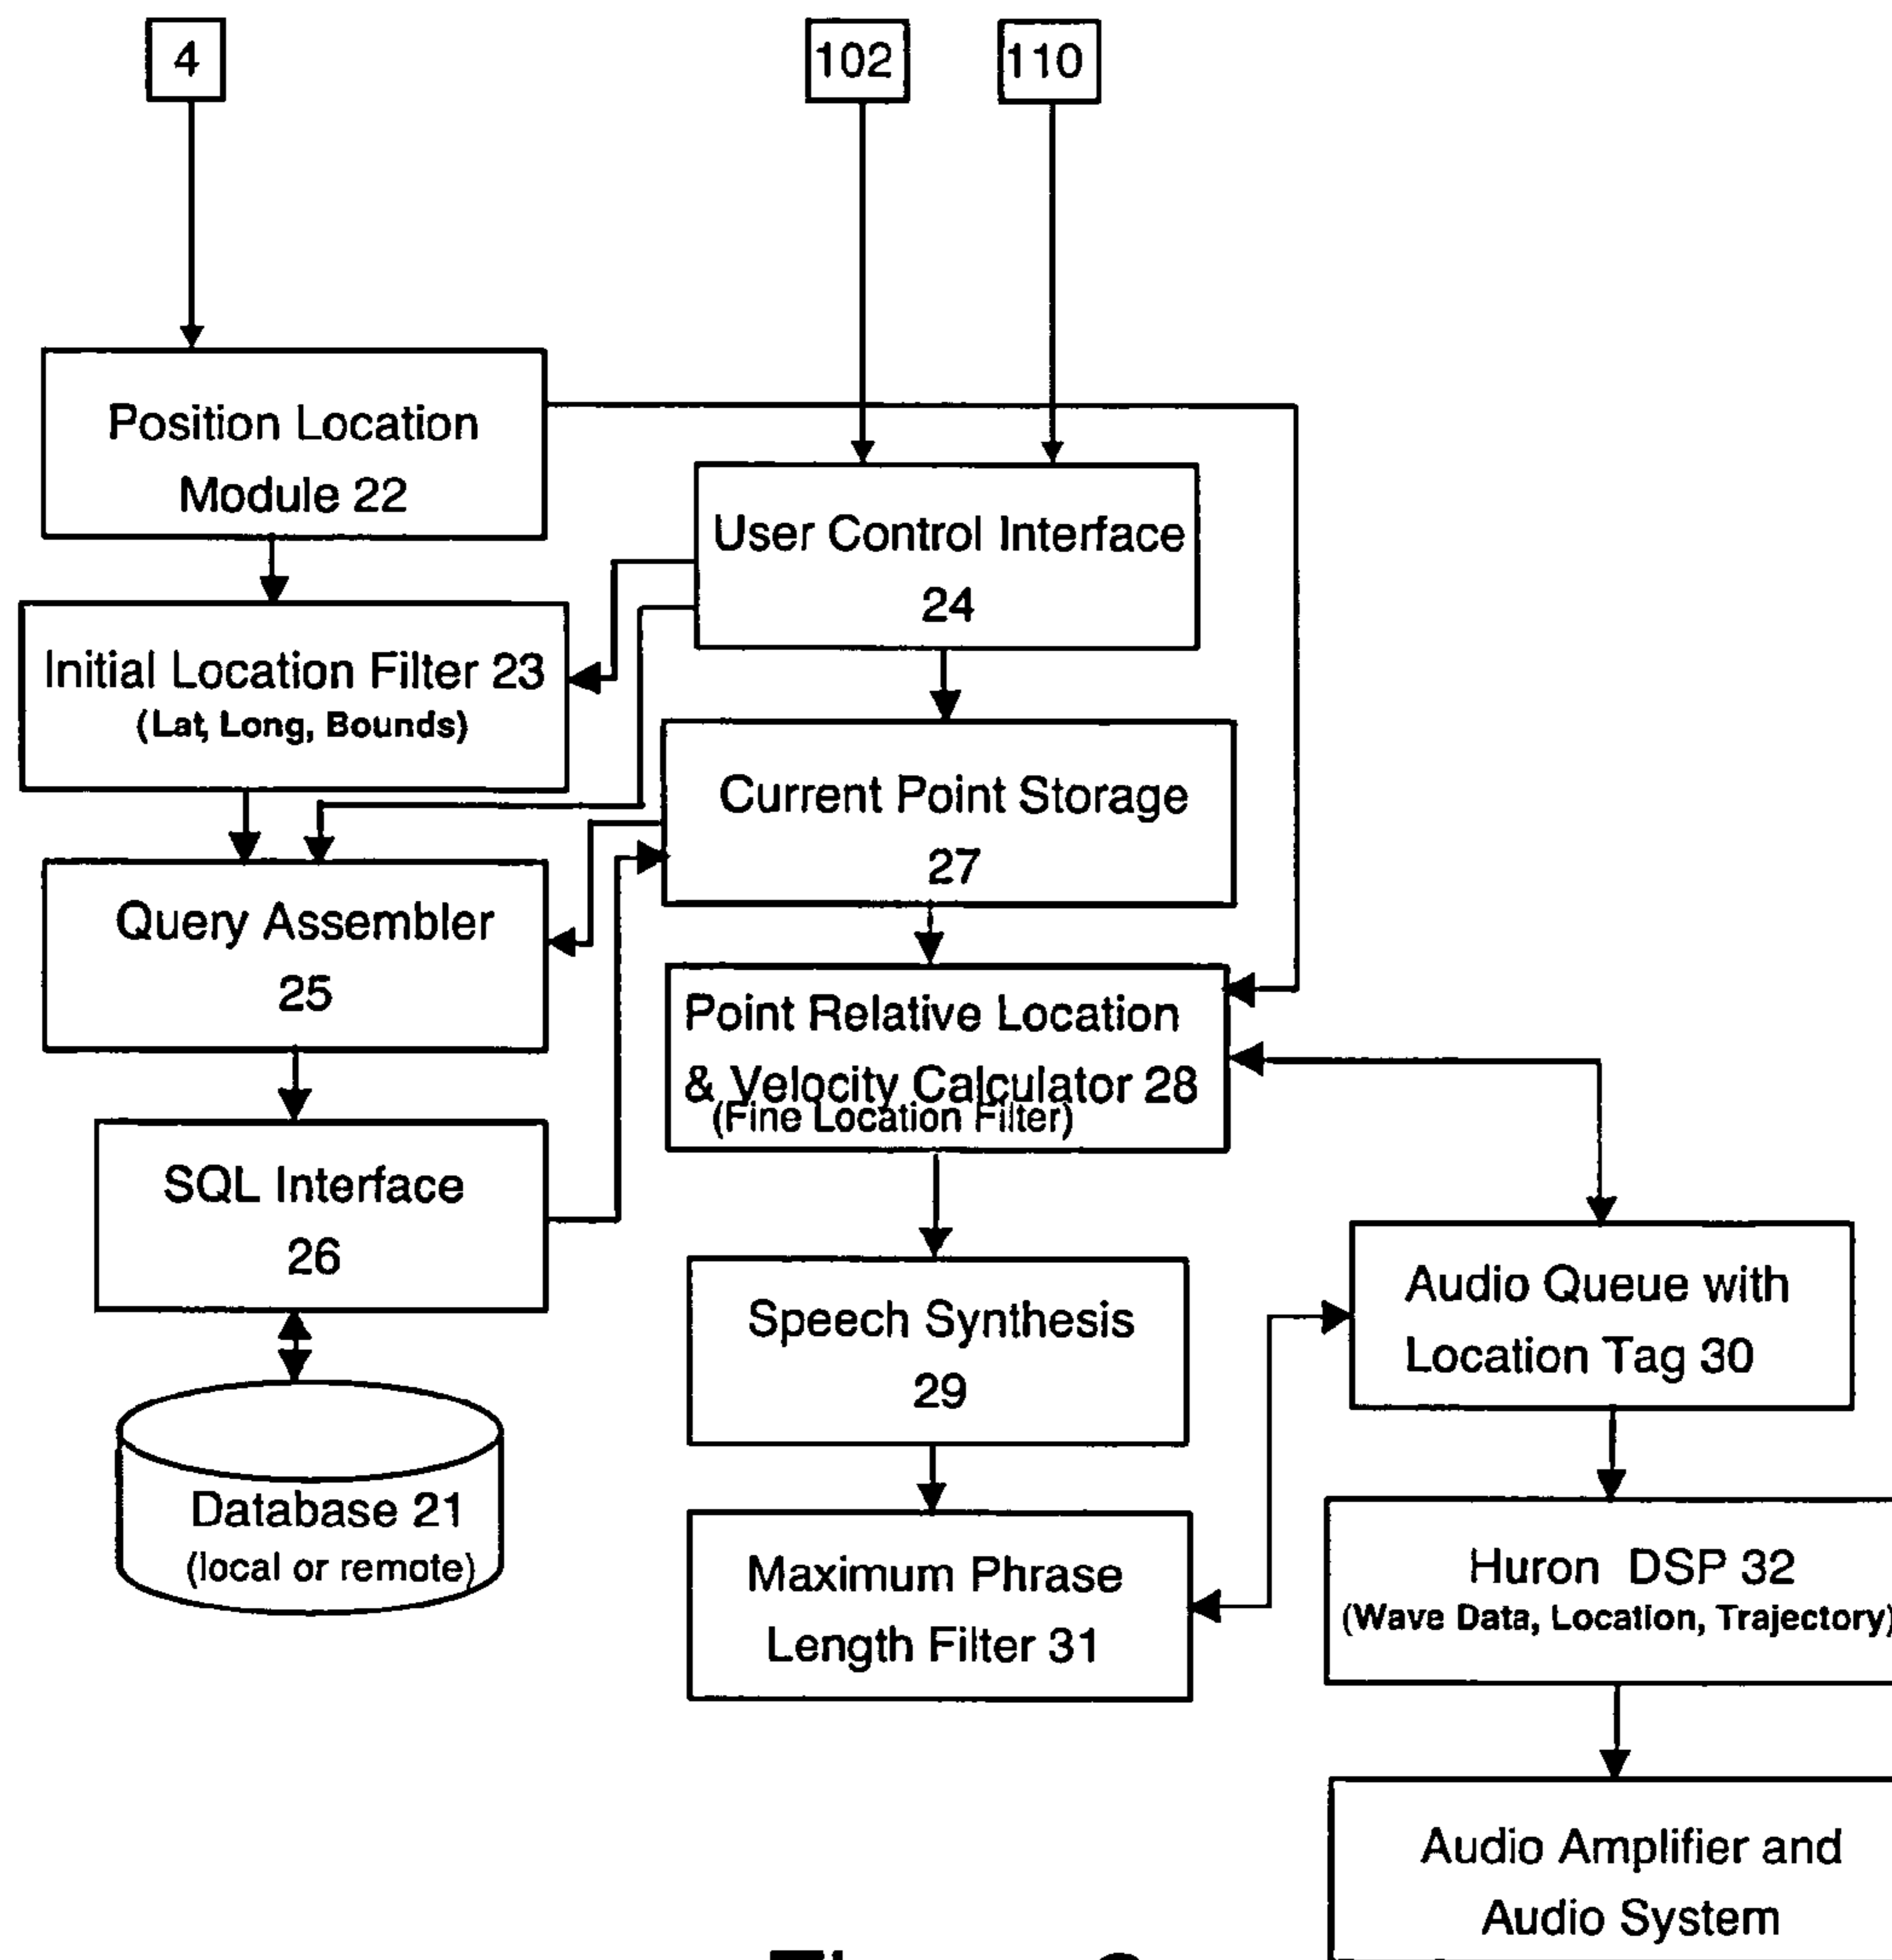 4
102
110
Position Location
Module 22
User Control Interface
24
Initial Location Filter 23
(Lat, Long, Bounds)
Current Point Storage
27
Query Assembler
25
Point Relative Location
& Velocity Calculator 28
(Fine Location Filter)
SQL Interface
26
Audio Queue with
Location Tag 30
Speech Synthesis
29
Database 21
(local or remote)
Maximum Phrase
Length Filter 31
Huron DSP 32
(Wave Data, Location, Trajectory)
Audio Amplifier and
Audio System